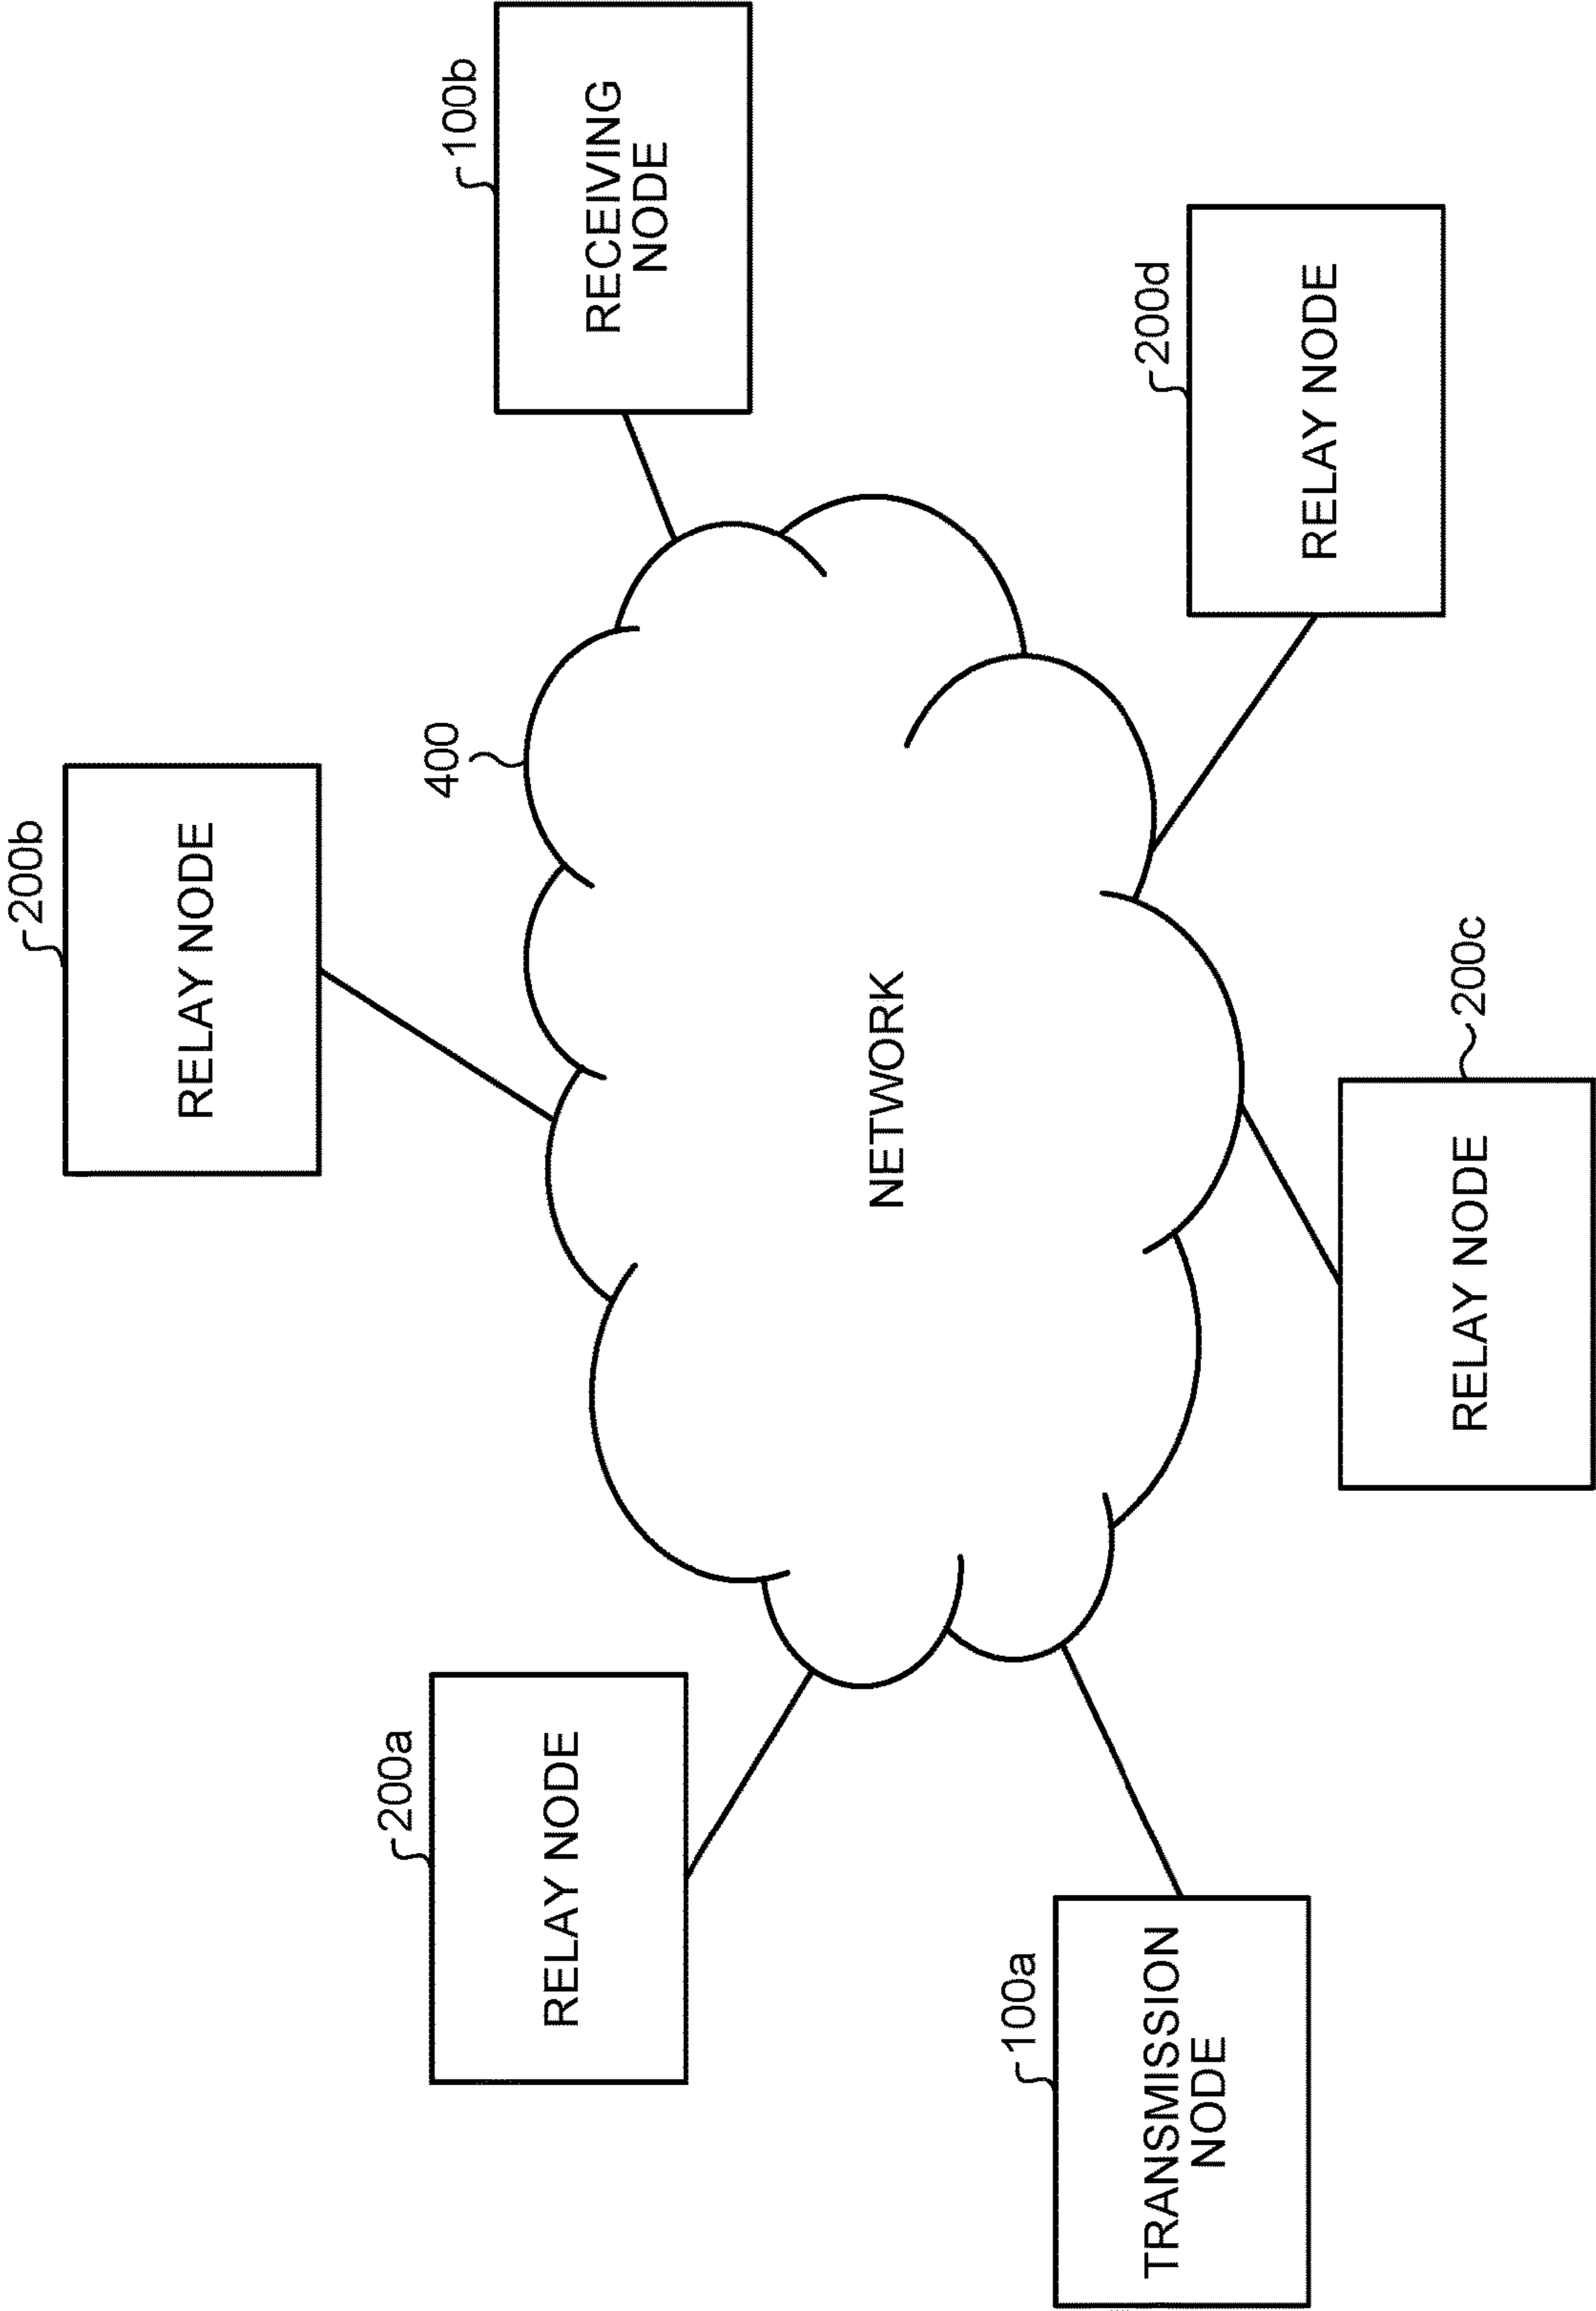 200b
RELAY NODE
200a
RELAY NODE
400
100b
RECEIVING
NODE
NETWORK
100a
TRANSMISSION
NODE
200d
RELAY NODE
200c
RELAY NODE